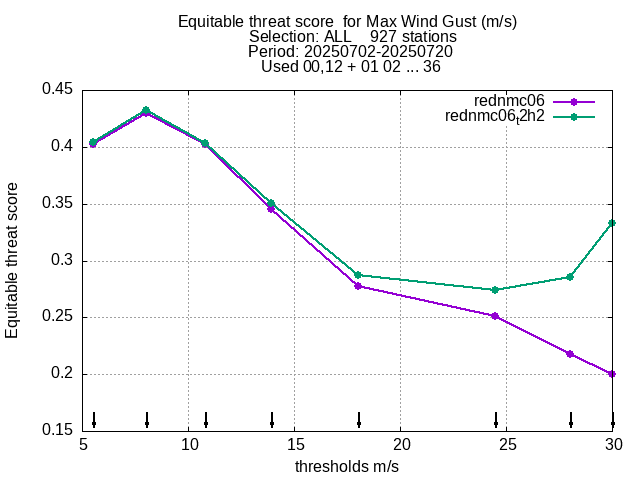 Equitable threat score  for Max Wind Gust (m/s)
Selection: ALL    927 stations
Period: 20250702-20250720
Used 00,12 + 01 02 ... 36
rednmc06
rednmc06t2h2
0.45
0.4
0.35
0.3
0.25
0.2
0.15
Equitable threat score
5
10
15
20
25
30
thresholds m/s